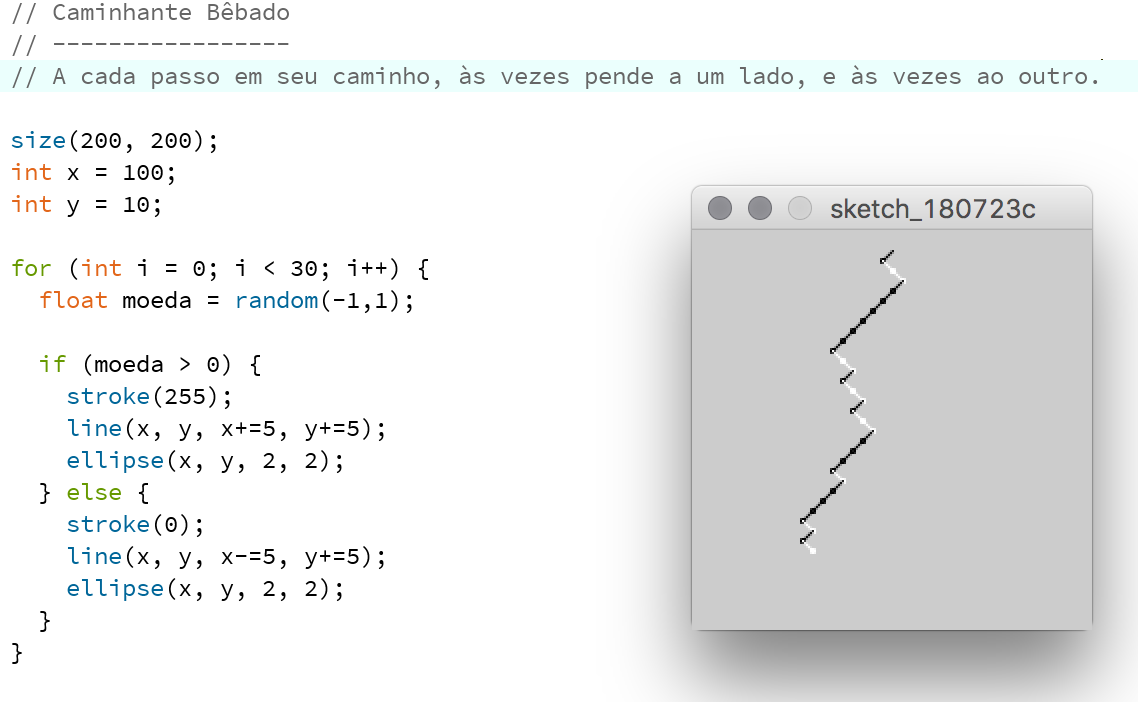 // Caminhante Bêbado
// -----------------
// A cada passo em seu caminho, às vezes pende a um lado, e às vezes ao outro.
size(200, 200);
int x = 100;
int y = 10;
for (int i = 0; i < 30; i++) {
  float moeda = random(-1,1);
  if (moeda > 0) {
    stroke(255);
    line(x, y, x+=5, y+=5);
    ellipse(x, y, 2, 2);
  } else {
    stroke(0);
    line(x, y, x-=5, y+=5);
    ellipse(x, y, 2, 2);
  }
}
sketch_180723c